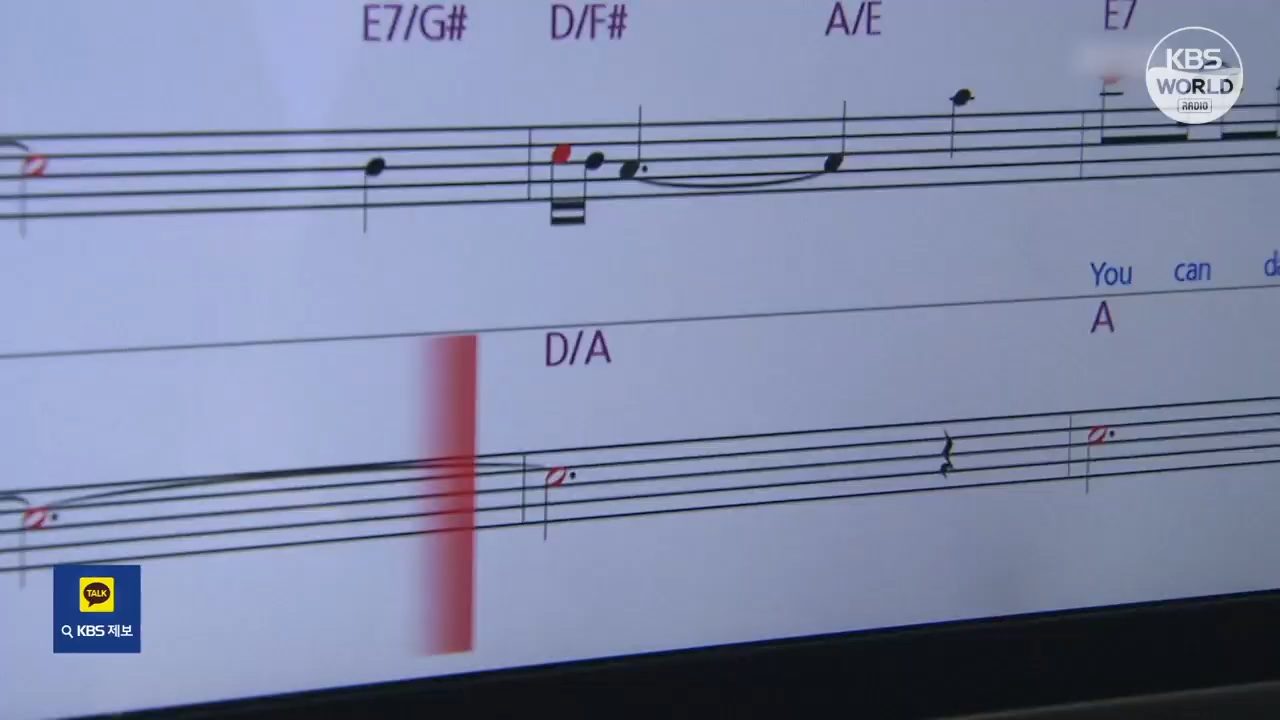 E7/G# D/F# A/E E7
KBS
WORLD
RADIO
You can
D/A A
TALK
KBS 제보